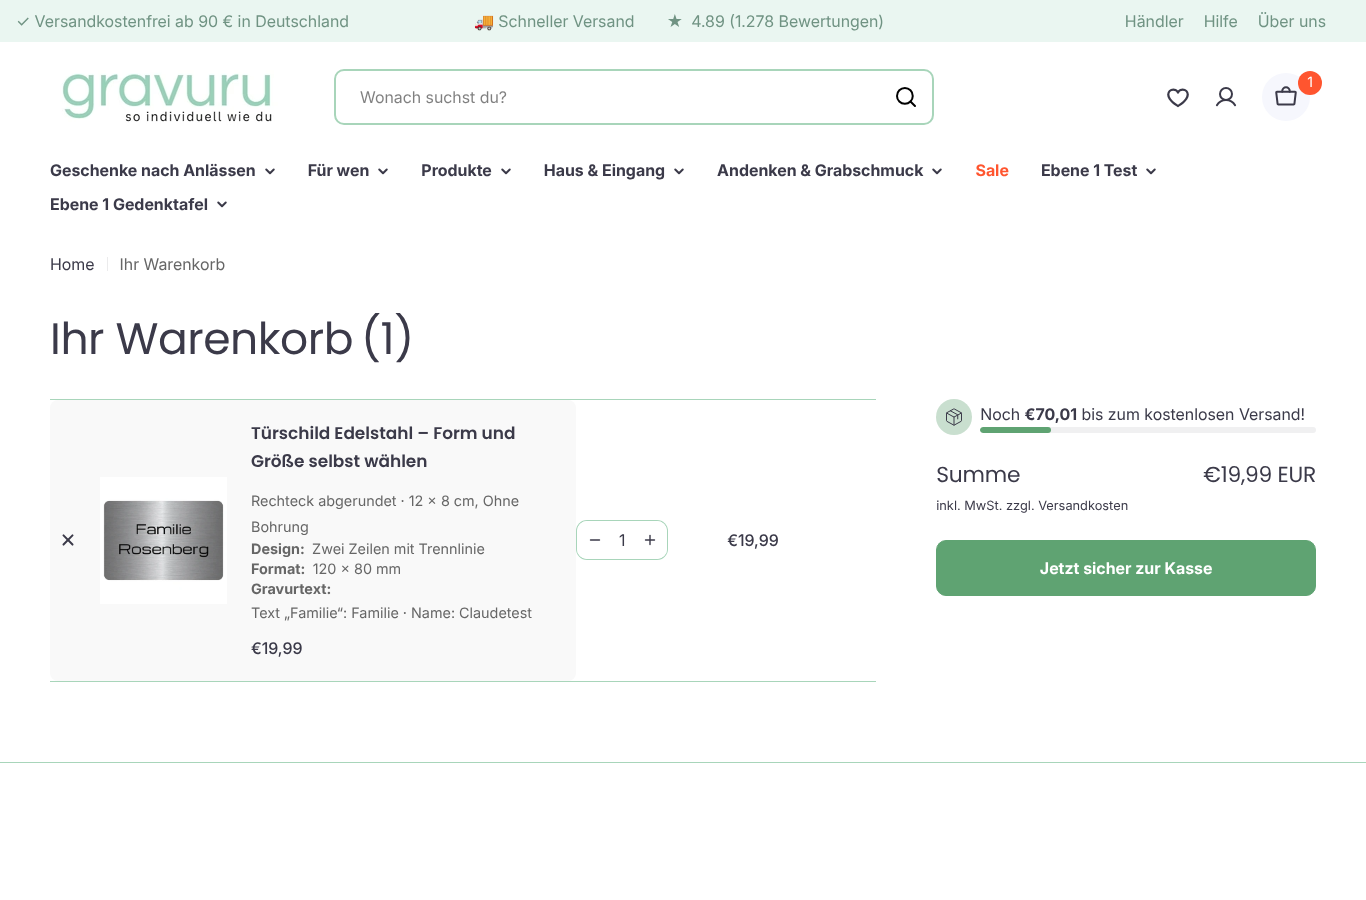 ✓ Versandkostenfrei ab 90 € in Deutschland
🚚 Schneller Versand
★ 4.89 (1.278 Bewertungen)
Händler Hilfe Über uns
gravuru
so individuell wie du
Wonach suchst du?
1
Geschenke nach Anlässen Für wen Produkte Haus & Eingang Andenken & Grabschmuck Sale Ebene 1 Test
Ebene 1 Gedenktafel
Home Ihr Warenkorb
Ihr Warenkorb (1)
Türschild Edelstahl – Form und
Größe selbst wählen
Rechteck abgerundet · 12 × 8 cm, Ohne
Bohrung
Design: Zwei Zeilen mit Trennlinie
Format: 120 × 80 mm
Gravurtext:
Text „Familie“: Familie · Name: Claudetest
€19,99
Familie
Rosenberg
− 1 +
€19,99
Noch €70,01 bis zum kostenlosen Versand!
Summe €19,99 EUR
inkl. MwSt. zzgl. Versandkosten
Jetzt sicher zur Kasse